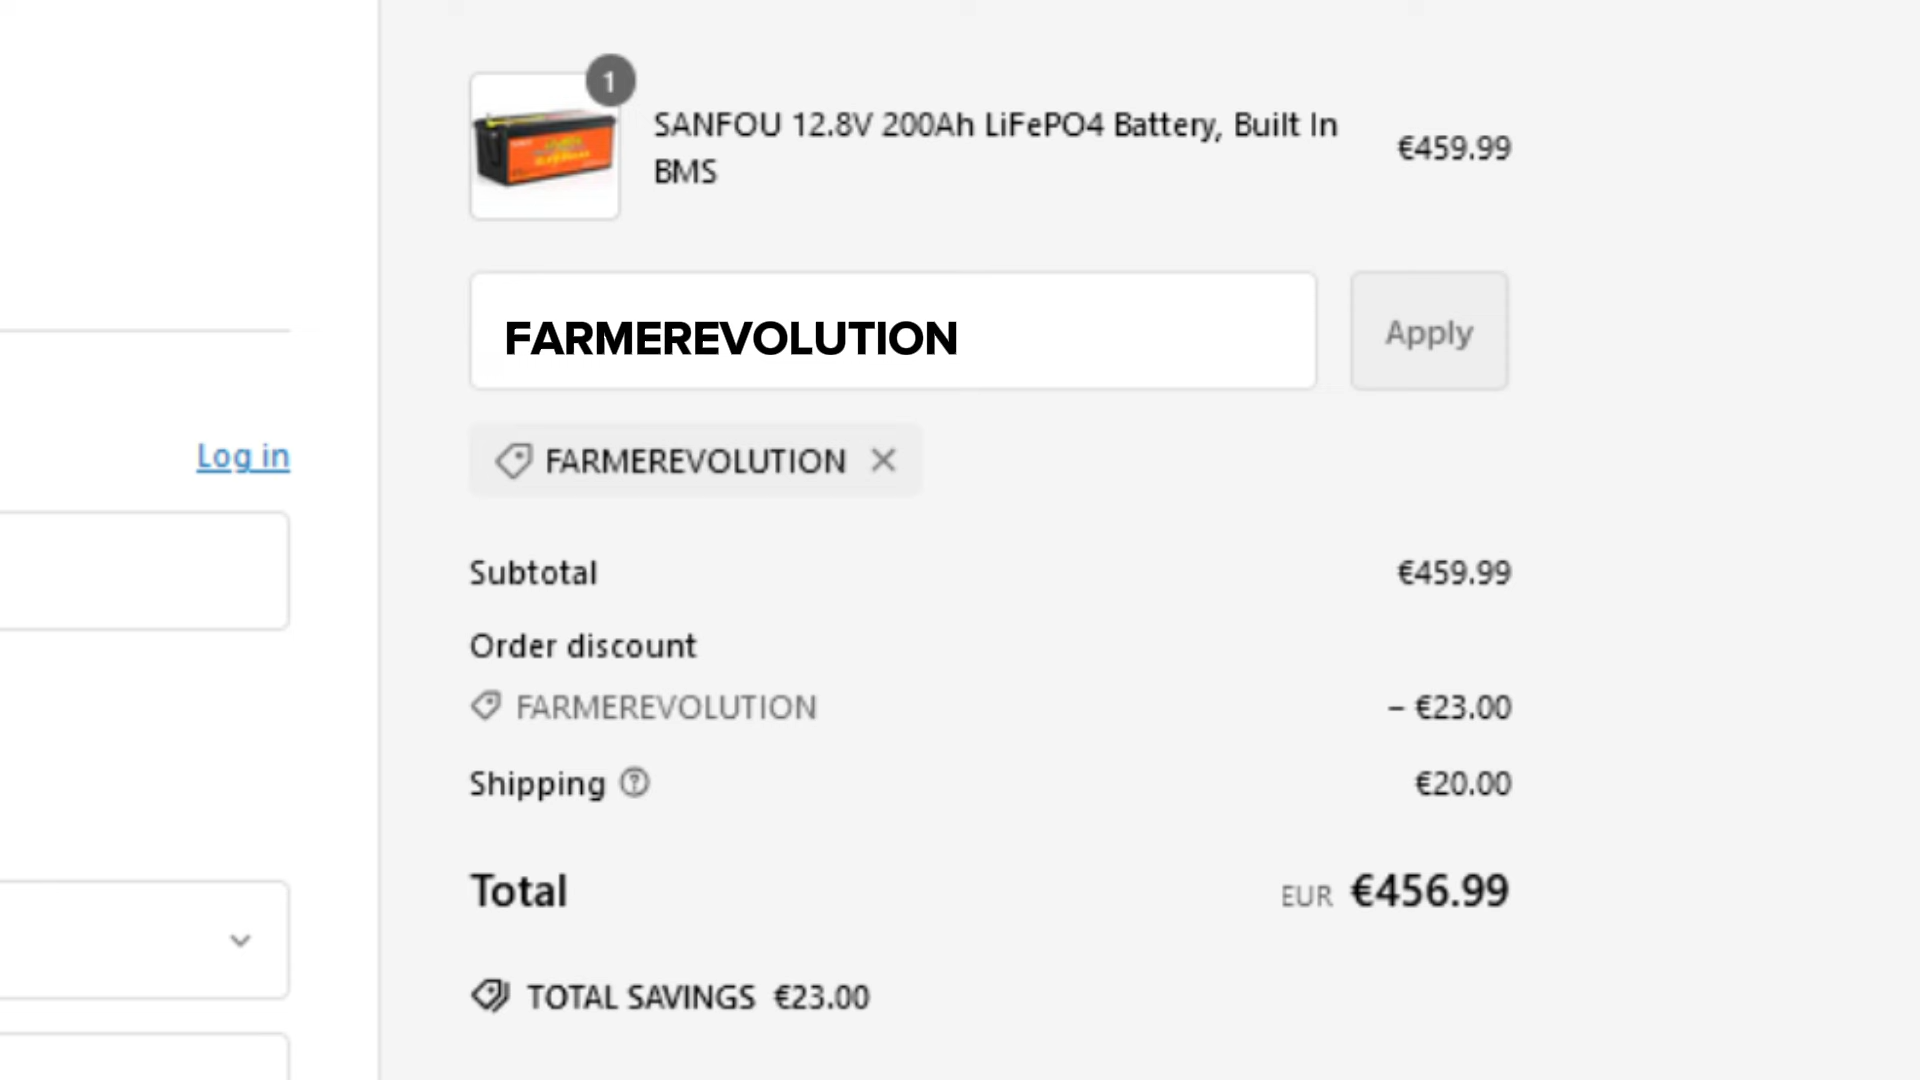 1
SANFOU 12.8V 200Ah LiFePO4 Battery, Built In
BMS
€459.99
FARMEREVOLUTION
Apply
FARMEREVOLUTION
Log in
Subtotal €459.99
Order discount
FARMEREVOLUTION – €23.00
Shipping €20.00
Total EUR €456.99
TOTAL SAVINGS €23.00